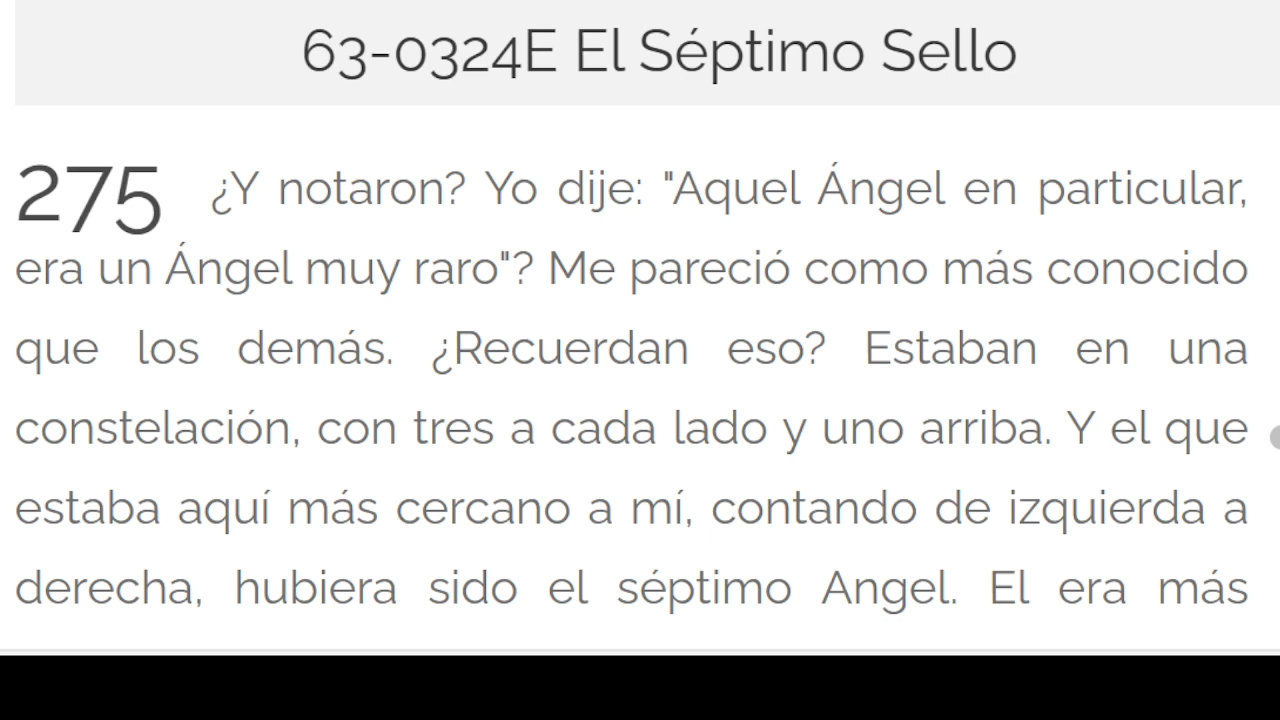 63-0324E El Séptimo Sello
275 ¿Y notaron? Yo dije: "Aquel Ángel en particular,
era un Ángel muy raro"? Me pareció como más conocido
que los demás. ¿Recuerdan eso? Estaban en una
constelación, con tres a cada lado y uno arriba. Y el que
estaba aquí más cercano a mí, contando de izquierda a
derecha, hubiera sido el séptimo Angel. El era más